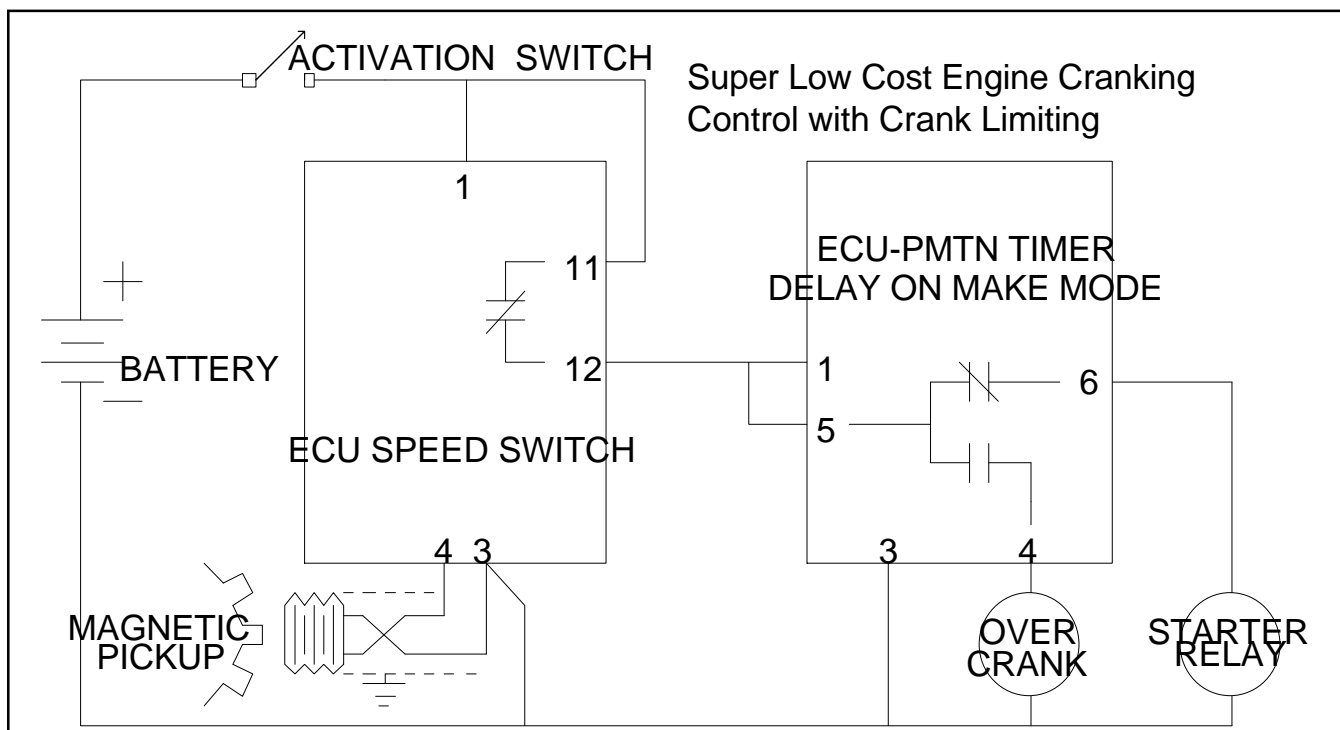 ACTIVATION SWITCH
Super Low Cost Engine Cranking
Control with Crank Limiting
1
11
ECU-PMTN TIMER
DELAY ON MAKE MODE
+
BATTERY
12
1
6
5
ECU SPEED SWITCH
4 3
3
4
MAGNETIC
PICKUP
OVER
CRANK
STARTER
RELAY